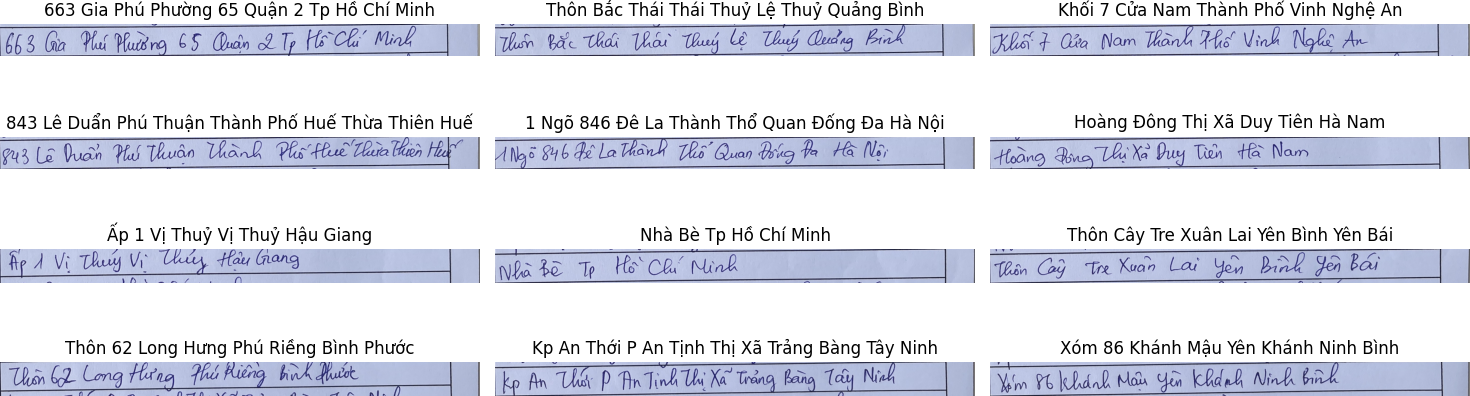 663 Gia Phú Phường 65 Quận 2 Tp Hồ Chí Minh
663 Gia Phú Phường 65 Quận 2 Tp Hồ Chí Minh
Thôn Bắc Thái Thái Thuỷ Lệ Thuỷ Quảng Bình
Thôn Bắc Thái Thái Thuỷ Lệ Thuỷ Quảng Bình
Khối 7 Cửa Nam Thành Phố Vinh Nghệ An
Khối 7 Cửa Nam Thành Phố Vinh Nghệ An
843 Lê Duẩn Phú Thuận Thành Phố Huế Thừa Thiên Huế
843 Lê Duẩn Phú Thuận Thành Phố Huế Thừa Thiên Huế
1 Ngõ 846 Đê La Thành Thổ Quan Đống Đa Hà Nội
1 Ngõ 846 Đê La Thành Thổ Quan Đống Đa Hà Nội
Hoàng Đông Thị Xã Duy Tiên Hà Nam
Hoàng Đông Thị Xã Duy Tiên Hà Nam
Ấp 1 Vị Thuỷ Vị Thuỷ Hậu Giang
Ấp 1 Vị Thuỷ Vị Thuỷ Hậu Giang
Nhà Bè Tp Hồ Chí Minh
Nhà Bè Tp Hồ Chí Minh
Thôn Cây Tre Xuân Lai Yên Bình Yên Bái
Thôn Cây Tre Xuân Lai Yên Bình Yên Bái
Thôn 62 Long Hưng Phú Riềng Bình Phước
Thôn 62 Long Hưng Phú Riềng Bình Phước
Kp An Thới P An Tịnh Thị Xã Trảng Bàng Tây Ninh
Kp An Thới P An Tịnh Thị Xã Trảng Bàng Tây Ninh
Xóm 86 Khánh Mậu Yên Khánh Ninh Bình
Xóm 86 Khánh Mậu Yên Khánh Ninh Bình